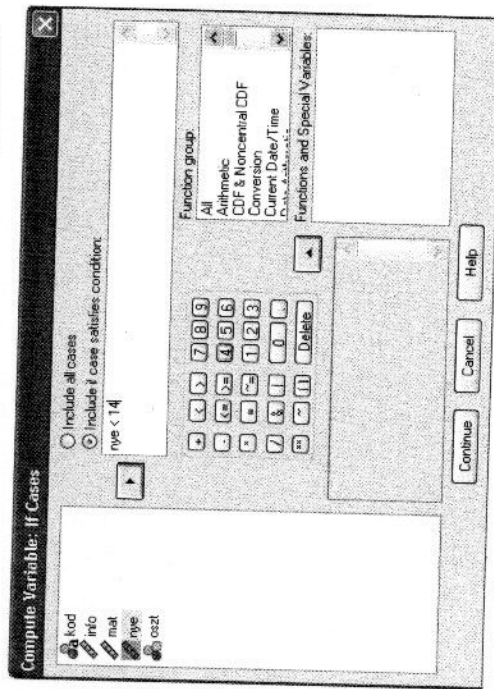 Compute Variable: If Cases
kod
info
mat
nye
oszt
Include all cases
Include if case satisfies condition:
nye < 14
+ < > 7 8 9
- <= >= 4 5 6
× = ~= 1 2 3
/ & | 0 .
** ~ () Delete
Function group:
All
Arithmetic
CDF & Noncentral CDF
Conversion
Current Date/Time
Date Arithmetic
Functions and Special Variables:
Continue
Cancel
Help